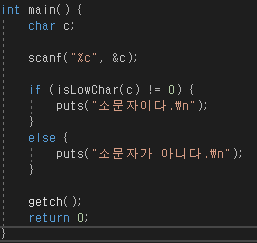 int main() {
char c;
scanf("%c", &c);
if (isLowChar(c) != 0) {
puts("소문자이다.₩n");
}
else {
puts("소문자가 아니다.₩n");
}
getch();
return 0;
}